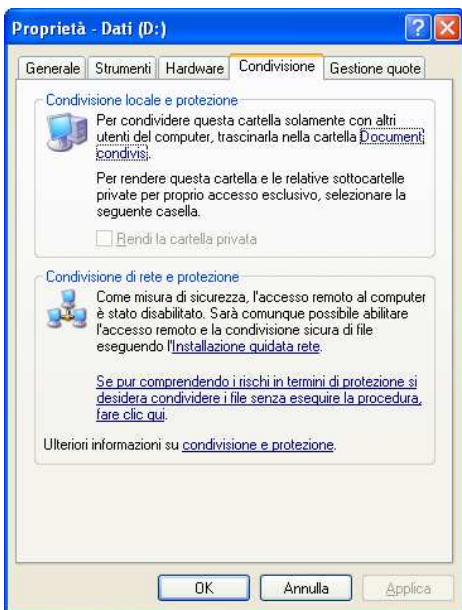 Proprietà - Dati (D:)
Generale Strumenti Hardware Condivisione Gestione quote
Condivisione locale e protezione
Per condividere questa cartella solamente con altri
utenti del computer, trascinarla nella cartella Document
condivis.
Per rendere questa cartella e le relative sottocartelle
private per proprio accesso esclusivo, selezionare la
seguente casella.
Rendi la cartella privata
Condivisione di rete e protezione
Come misura di sicurezza, l'accesso remoto al computer
è stato disabilitato. Sarà comunque possibile abilitare
l'accesso remoto e la condivisione sicura di file
eseguendo l'Installazione guidata rete.
Se pur comprendendo i rischi in termini di protezione si
desidera condividere i file senza eseguire la procedura,
fare clic qui.
Ulteriori informazioni su condivisione e protezione.
OK Annulla Applica